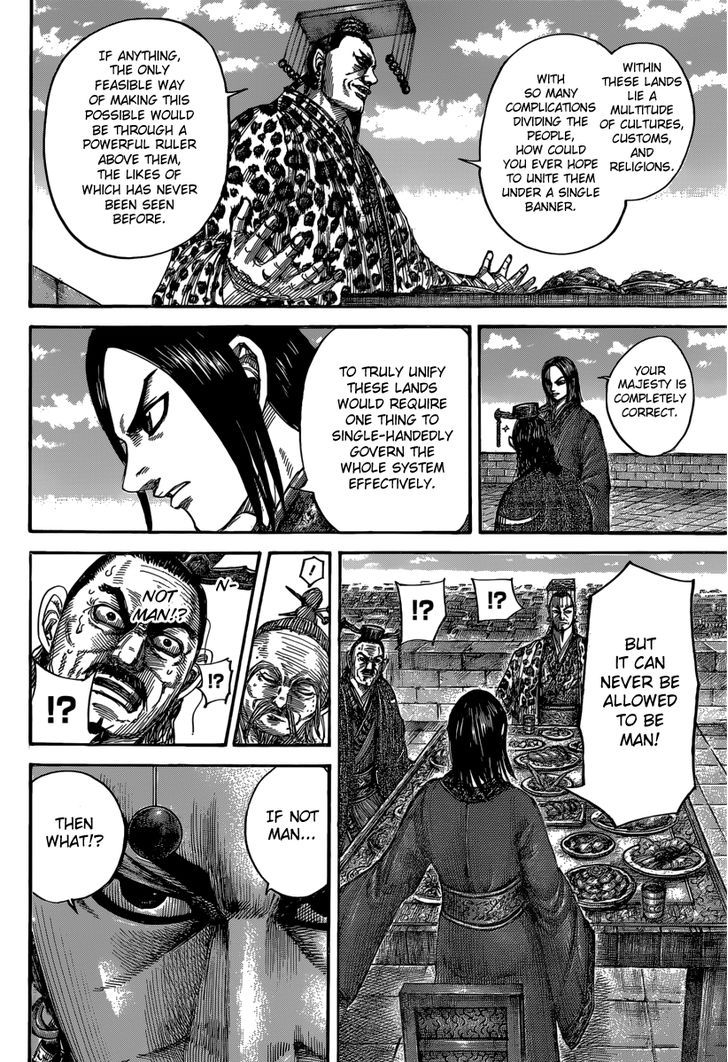 WITHIN
THESE LANDS
LIE A
MULTITUDE
OF CULTURES,
CUSTOMS,
AND
RELIGIONS.
WITH
SO MANY
COMPLICATIONS
DIVIDING THE
PEOPLE,
HOW COULD
YOU EVER HOPE
TO UNITE THEM
UNDER A SINGLE
BANNER.
IF ANYTHING,
THE ONLY
FEASIBLE WAY
OF MAKING THIS
POSSIBLE WOULD
BE THROUGH A
POWERFUL RULER
ABOVE THEM,
THE LIKES OF
WHICH HAS NEVER
BEEN SEEN
BEFORE.
YOUR
MAJESTY IS
COMPLETELY
CORRECT.
TO TRULY UNIFY
THESE LANDS
WOULD REQUIRE
ONE THING TO
SINGLE-HANDEDLY
GOVERN THE
WHOLE SYSTEM
EFFECTIVELY.
BUT
IT CAN
NEVER BE
ALLOWED
TO BE
MAN!
!?
!?
!
!?
N-
NOT
MAN!?
!?
IF NOT
MAN...
THEN
WHAT!?